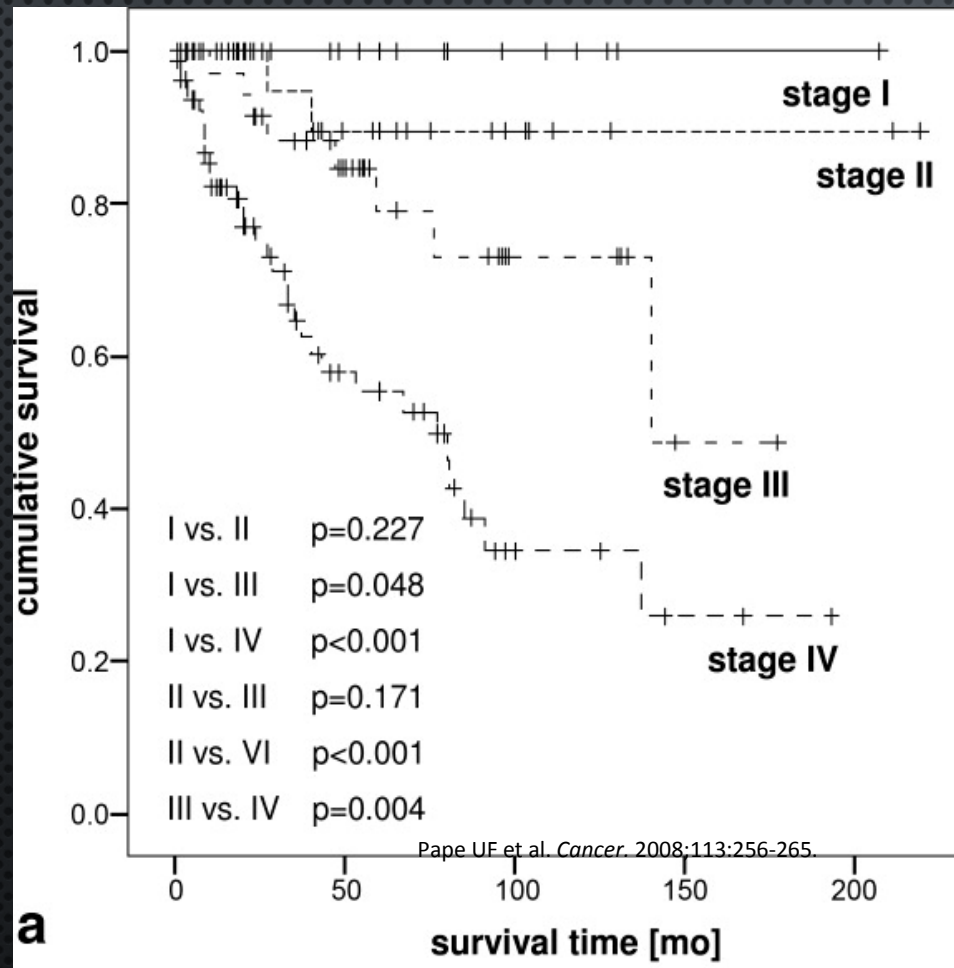 1.0
0.8
0.6
0.4
0.2
0.0
cumulative survival
stage I
stage II
stage III
stage IV
I vs. II p=0.227
I vs. III p=0.048
I vs. IV p<0.001
II vs. III p=0.171
II vs. VI p<0.001
III vs. IV p=0.004
Pape UF et al. Cancer. 2008;113:256-265.
0 50 100 150 200
a
survival time [mo]